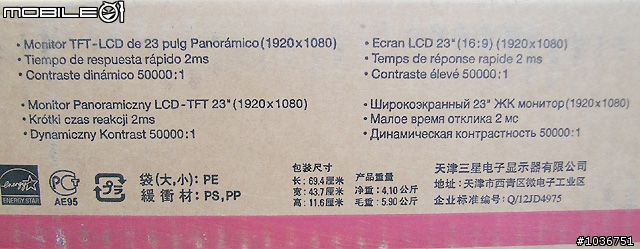 MOBILE01
• Monitor TFT-LCD de 23 pulg Panorámico (1920x1080)
• Tiempo de respuesta rápido 2ms
• Contraste dinámico 50000:1
• Ecran LCD 23" (16:9) (1920x1080)
• Temps de réponse rapide 2 ms
• Contraste élevé 50000:1
• Monitor Panoramiczny LCD-TFT 23" (1920x1080)
• Krótki czas reakcji 2ms
• Dynamiczny Kontrast 50000:1
• Широкоэкранный 23" ЖК монитор (1920x1080)
• Малое время отклика 2 мс
• Динамическая контрастность 50000:1
energy
ENERGY STAR
АЕ95
袋(大,小): PE
緩 衝 材: PS,PP
包装尺寸
长: 69.4厘米
宽: 43.7厘米
高: 11.6厘米
产品重量
净重: 4.10 公斤
毛重: 5.90 公斤
天津三星电子显示器有限公司
地址: 天津市西青区微电子工业区
企业标准编号: Q/12JD4975
#1036751